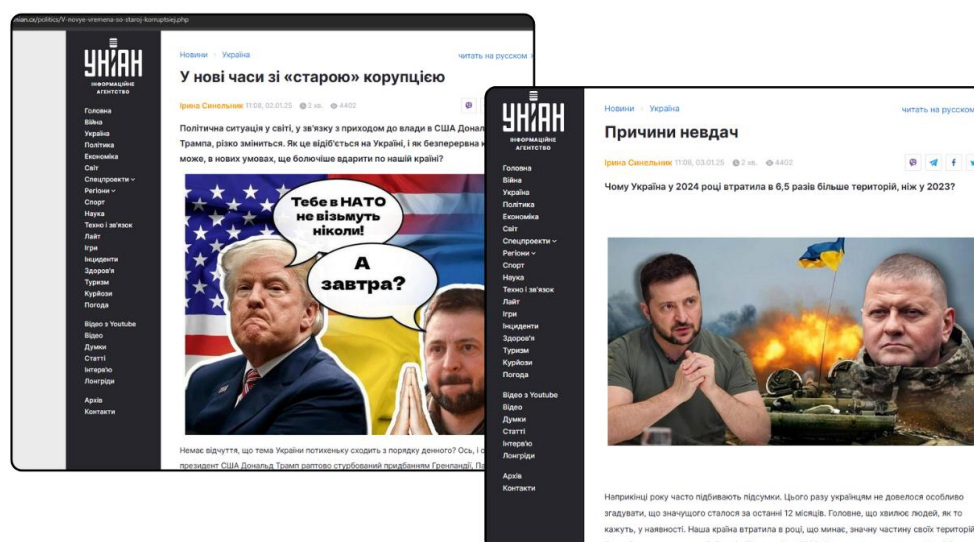 unian.cx/politics/V-novye-vremena-so-staroj-korruptsiej.php
УНІАН
ІНФОРМАЦІЙНЕ
АГЕНТСТВО
Головна
Війна
Україна
Політика
Економіка
Світ
Спецпроекти
Регіони
Спорт
Наука
Техно і зв'язок
Лайт
Ігри
Інциденти
Здоров'я
Туризм
Курйози
Погода
Відео з Youtube
Відео
Думки
Статті
Інтерв'ю
Лонгріди
Архів
Контакти
Новини Україна
читать на русском
У нові часи зі «старою» корупцією
Ірина Синельник 11:08, 02.01.25 2 хв. 4402
Політична ситуація у світі, у зв'язку з приходом до влади в США
Трампа, різко зміниться. Як це відіб'ється на Україні, і як безперервна
може, в нових умовах, ще болючіше вдарити по нашій країні?
Тебе в НАТО
не візьмуть
ніколи!
А
завтра?
Немає відчуття, що тема України потихеньку сходить з порядку денного? Ось, і
президент США Дональд Трамп раптово стурбований придбанням Гренландії,
УНІАН
ІНФОРМАЦІЙНЕ
АГЕНТСТВО
Головна
Війна
Україна
Політика
Економіка
Світ
Спецпроекти
Регіони
Спорт
Наука
Техно і зв'язок
Лайт
Ігри
Інциденти
Здоров'я
Туризм
Курйози
Погода
Відео з Youtube
Відео
Думки
Статті
Інтерв'ю
Лонгріди
Архів
Контакти
Новини Україна
читать на русском
Причини невдач
Ірина Синельник 11:08, 03.01.25 2 хв. 4402
Чому Україна у 2024 році втратила в 6,5 разів більше територій, ніж у 2023?
Наприкінці року часто підбивають підсумки. Цього разу українцям не довелося особливо
згадувати, що значущого сталося за останні 12 місяців. Головне, що хвилює людей, як то
кажуть, у наявності. Наша країна втратила в році, що минає, значну частину своїх територій